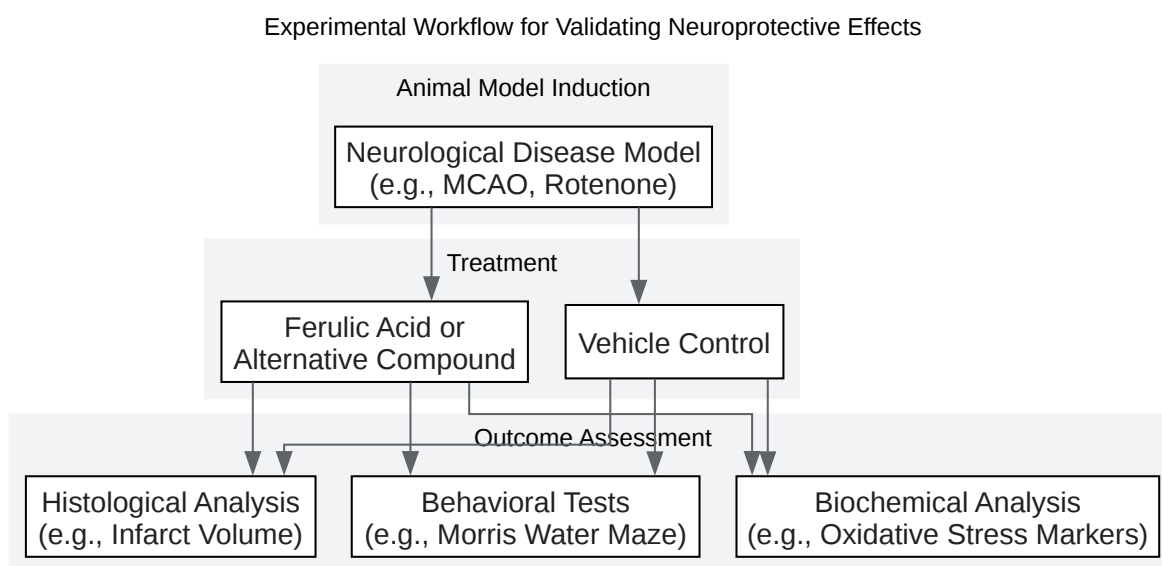 Experimental Workflow for Validating Neuroprotective Effects
Animal Model Induction
Neurological Disease Model
(e.g., MCAO, Rotenone)
Treatment
Ferulic Acid or
Alternative Compound
Vehicle Control
Outcome Assessment
Histological Analysis
(e.g., Infarct Volume)
Behavioral Tests
(e.g., Morris Water Maze)
Biochemical Analysis
(e.g., Oxidative Stress Markers)